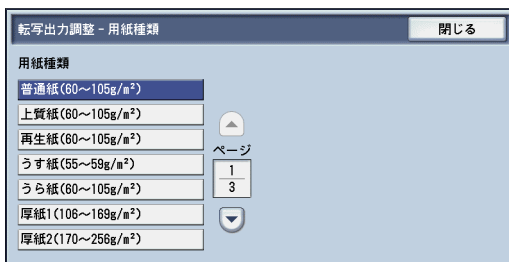 転写出力調整 - 用紙種類
閉じる
用紙種類
普通紙(60～105g/m²)
上質紙(60～105g/m²)
再生紙(60～105g/m²)
うす紙(55～59g/m²)
うら紙(60～105g/m²)
厚紙1(106～169g/m²)
厚紙2(170～256g/m²)
ページ
1
3